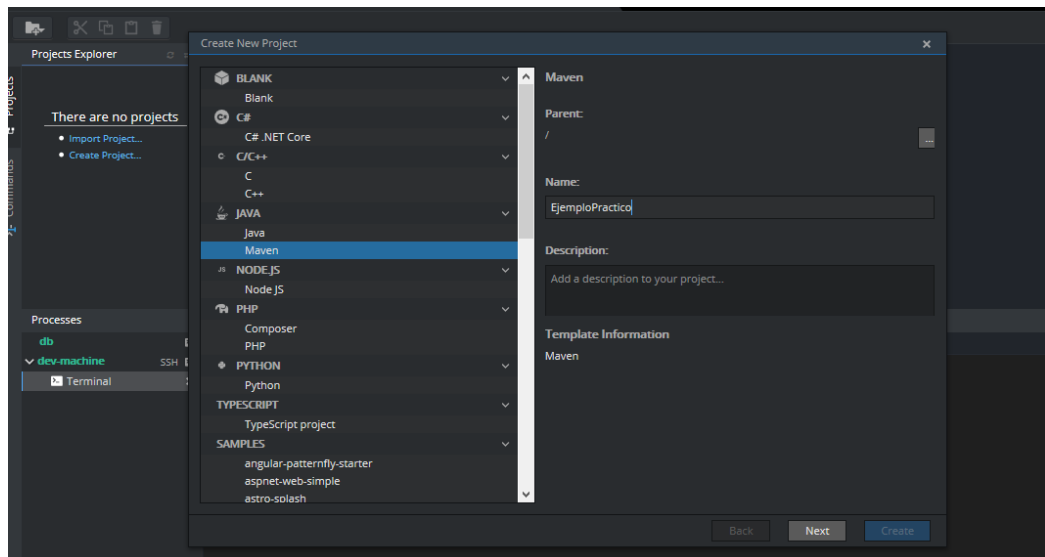 Projects Explorer
Projects
Commands
There are no projects
Import Project...
Create Project...
Processes
db
dev-machine SSH
Terminal
Create New Project
BLANK
Blank
C#
C# .NET Core
C/C++
C
C++
JAVA
Java
Maven
JS NODE.JS
Node JS
PHP
Composer
PHP
PYTHON
Python
TYPESCRIPT
TypeScript project
SAMPLES
angular-patternfly-starter
aspnet-web-simple
astro-splash
Maven
Parent:
/
...
Name:
EjemploPractico
Description:
Add a description to your project...
Template Information
Maven
Back Next Create